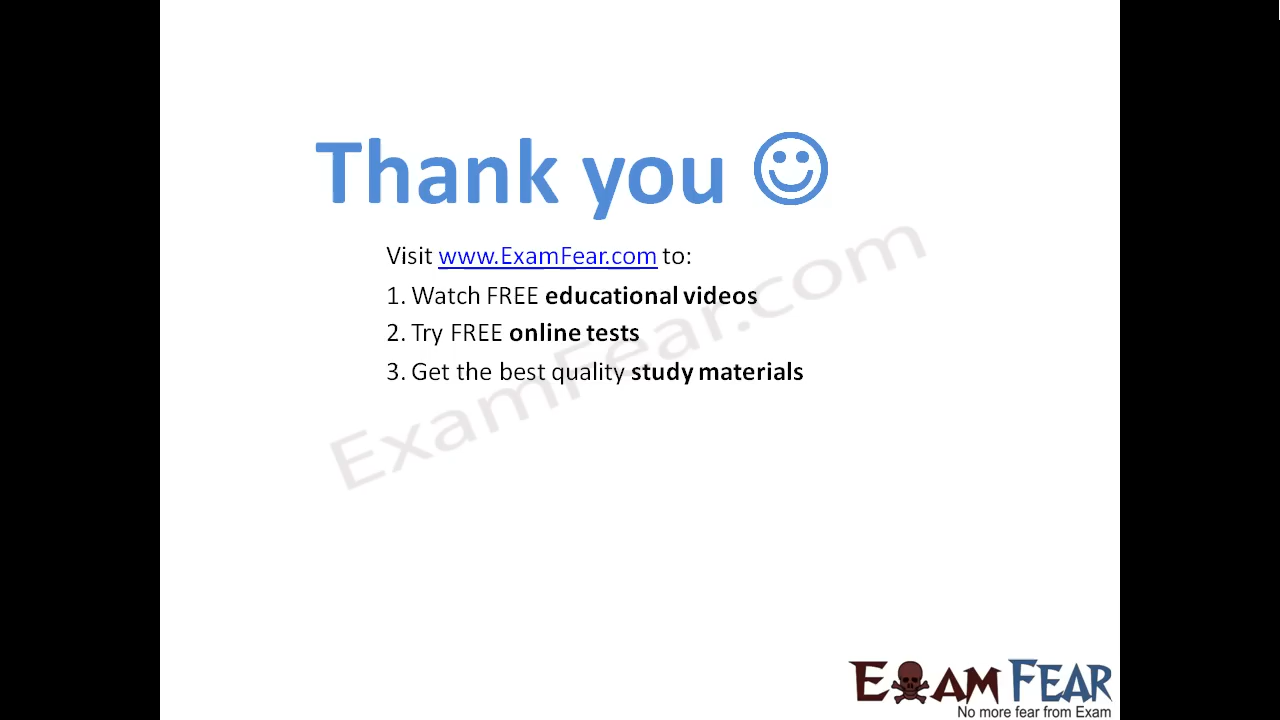 Thank you ☺
Visit www.ExamFear.com to:
1. Watch FREE educational videos
2. Try FREE online tests
3. Get the best quality study materials
ExamFear.com
EXAM FEAR
No more fear from Exam